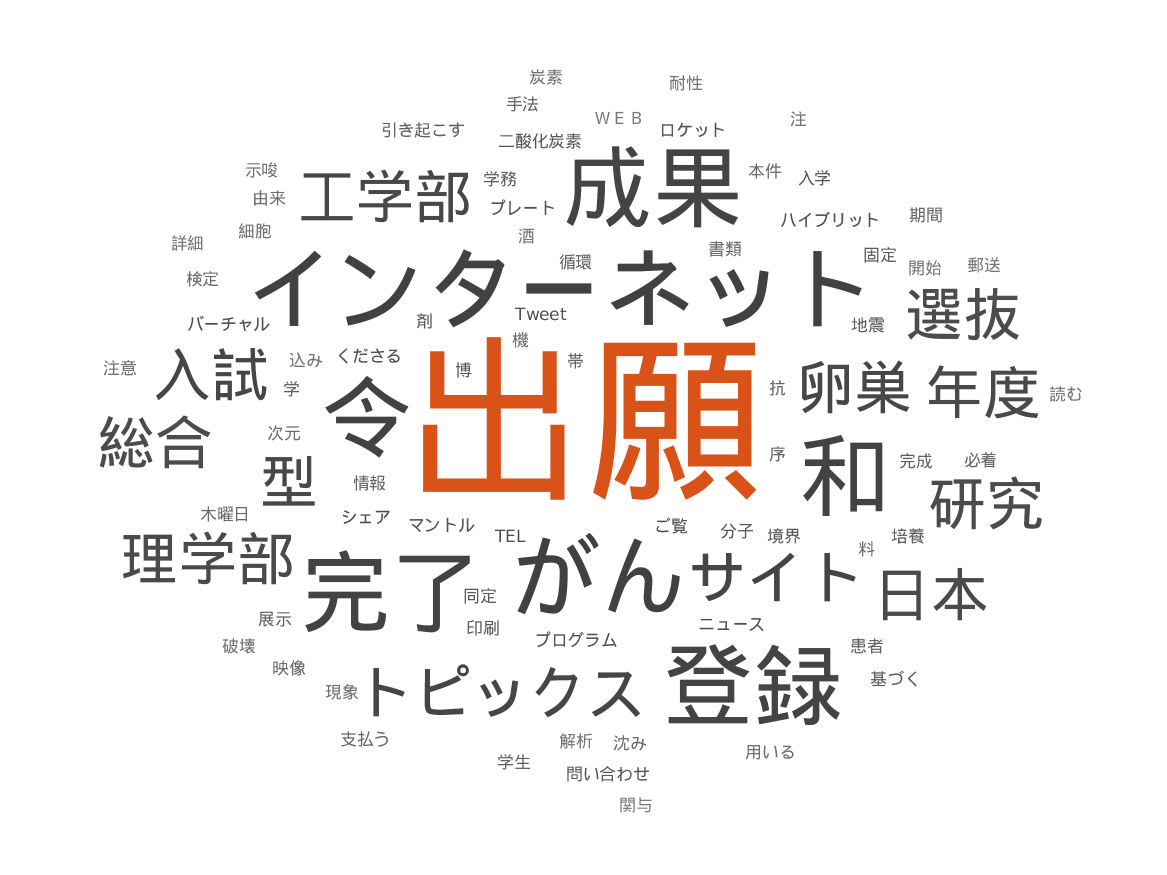 炭素
耐性
手法
ＷＥＢ
注
引き起こす
ロケット
二酸化炭素
成果
示唆
工学部
学務
本件
入学
由来
プレート
ハイブリット
期間
細胞
酒
詳細
書類
インターネット
循環
固定
開始
郵送
検定
選抜
バーチャル
剤
Tweet
地震
機
出願
入試
込み
くださる
博
帯
注意
学
令
抗
卵巣
年度
読む
総合
次元
序
和
完成
必着
型
情報
研究
木曜日
シェア
マントル
TEL
ご覧
分子
境界
培養
理学部
完了
がん
サイト
料
日本
同定
展示
印刷
プログラム
ニュース
破壊
患者
映像
登録
現象
トピックス
基づく
支払う
解析
沈み
用いる
学生
問い合わせ
関与